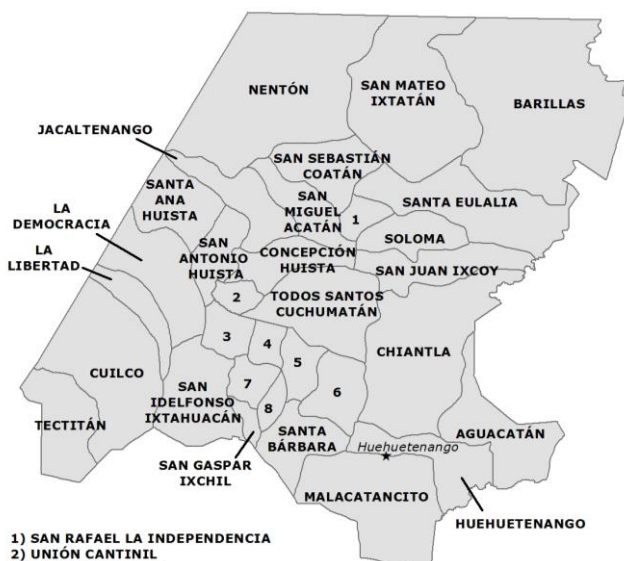 NENTÓN
SAN MATEO
IXTATÁN
BARILLAS
JACALTENANGO
SAN SEBASTIÁN
COATÁN
SANTA
ANA
HUISTA
SAN
MIGUEL
ACATÁN
1
SANTA EULALIA
LA
DEMOCRACIA
SOLOMA
LA
LIBERTAD
SAN
ANTONIO
HUISTA
CONCEPCIÓN
HUISTA
SAN JUAN IXCOY
2
TODOS SANTOS
CUCHUMATÁN
3
4
5
CHIANTLA
CUILCO
7
6
SAN
IDELFONSO
IXTAHUACÁN
8
TECTITÁN
SANTA
BÁRBARA
AGUACATÁN
Huehuetenango
SAN GASPAR
IXCHIL
MALACATANCITO
HUEHUETENANGO
1) SAN RAFAEL LA INDEPENDENCIA
2) UNIÓN CANTINIL